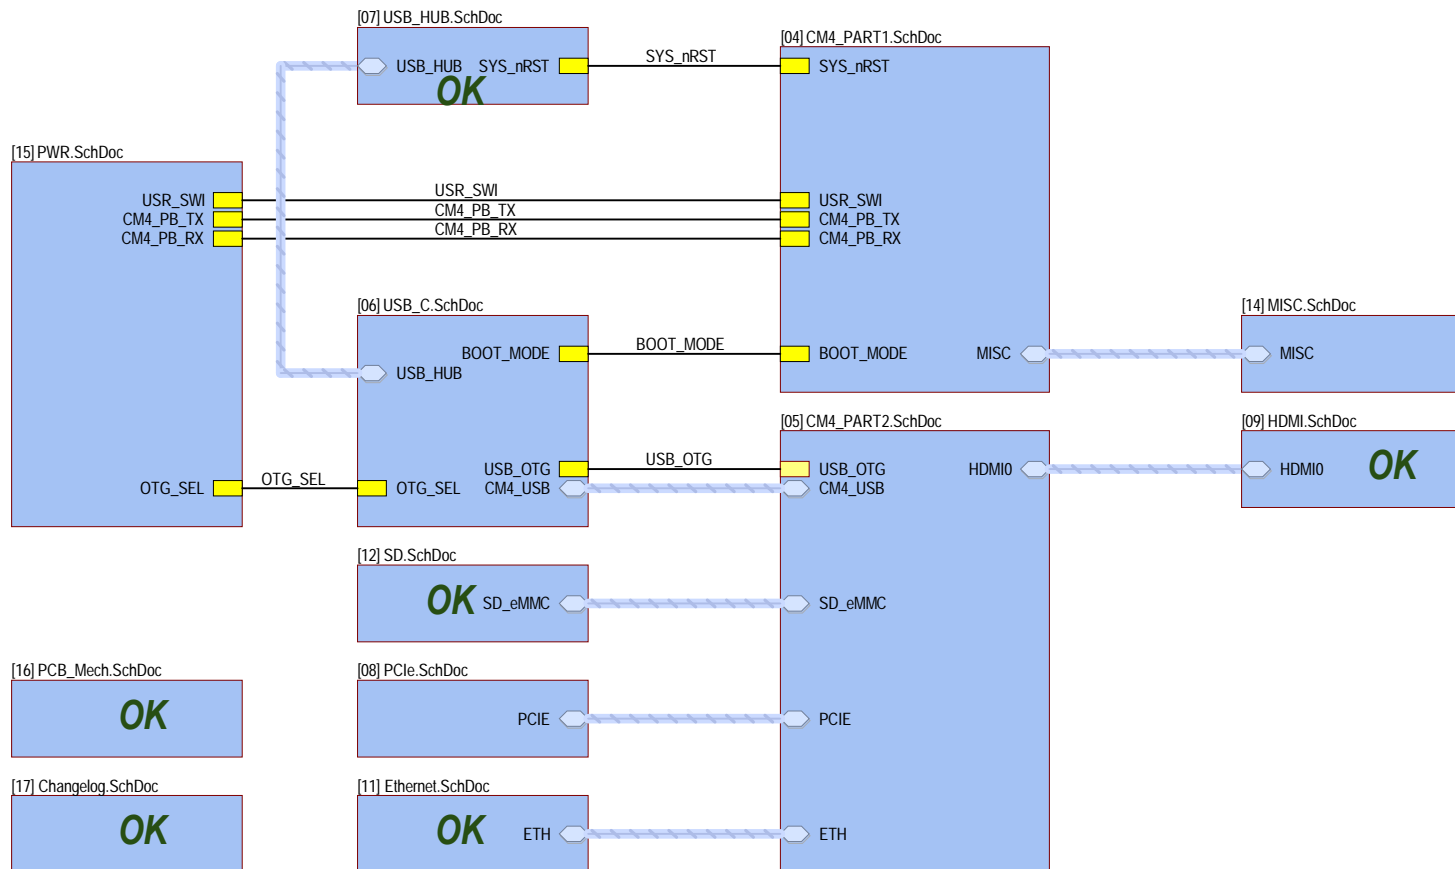 [07] USB_HUB.SchDoc
USB_HUB SYS_nRST
OK
SYS_nRST
[04] CM4_PART1.SchDoc
SYS_nRST
[15] PWR.SchDoc
USR_SWI
CM4_PB_TX
CM4_PB_RX
USR_SWI
CM4_PB_TX
CM4_PB_RX
USR_SWI
CM4_PB_TX
CM4_PB_RX
[06] USB_C.SchDoc
BOOT_MODE
USB_HUB
BOOT_MODE
BOOT_MODE
MISC
[14] MISC.SchDoc
MISC
[05] CM4_PART2.SchDoc
[09] HDMI.SchDoc
USB_OTG
USB_OTG
USB_OTG
HDMI0
HDMI0
OK
OTG_SEL
OTG_SEL
OTG_SEL
CM4_USB
CM4_USB
[12] SD.SchDoc
OK
SD_eMMC
SD_eMMC
[16] PCB_Mech.SchDoc
OK
[08] PCIe.SchDoc
PCIE
PCIE
[17] Changelog.SchDoc
OK
[11] Ethernet.SchDoc
OK
ETH
ETH